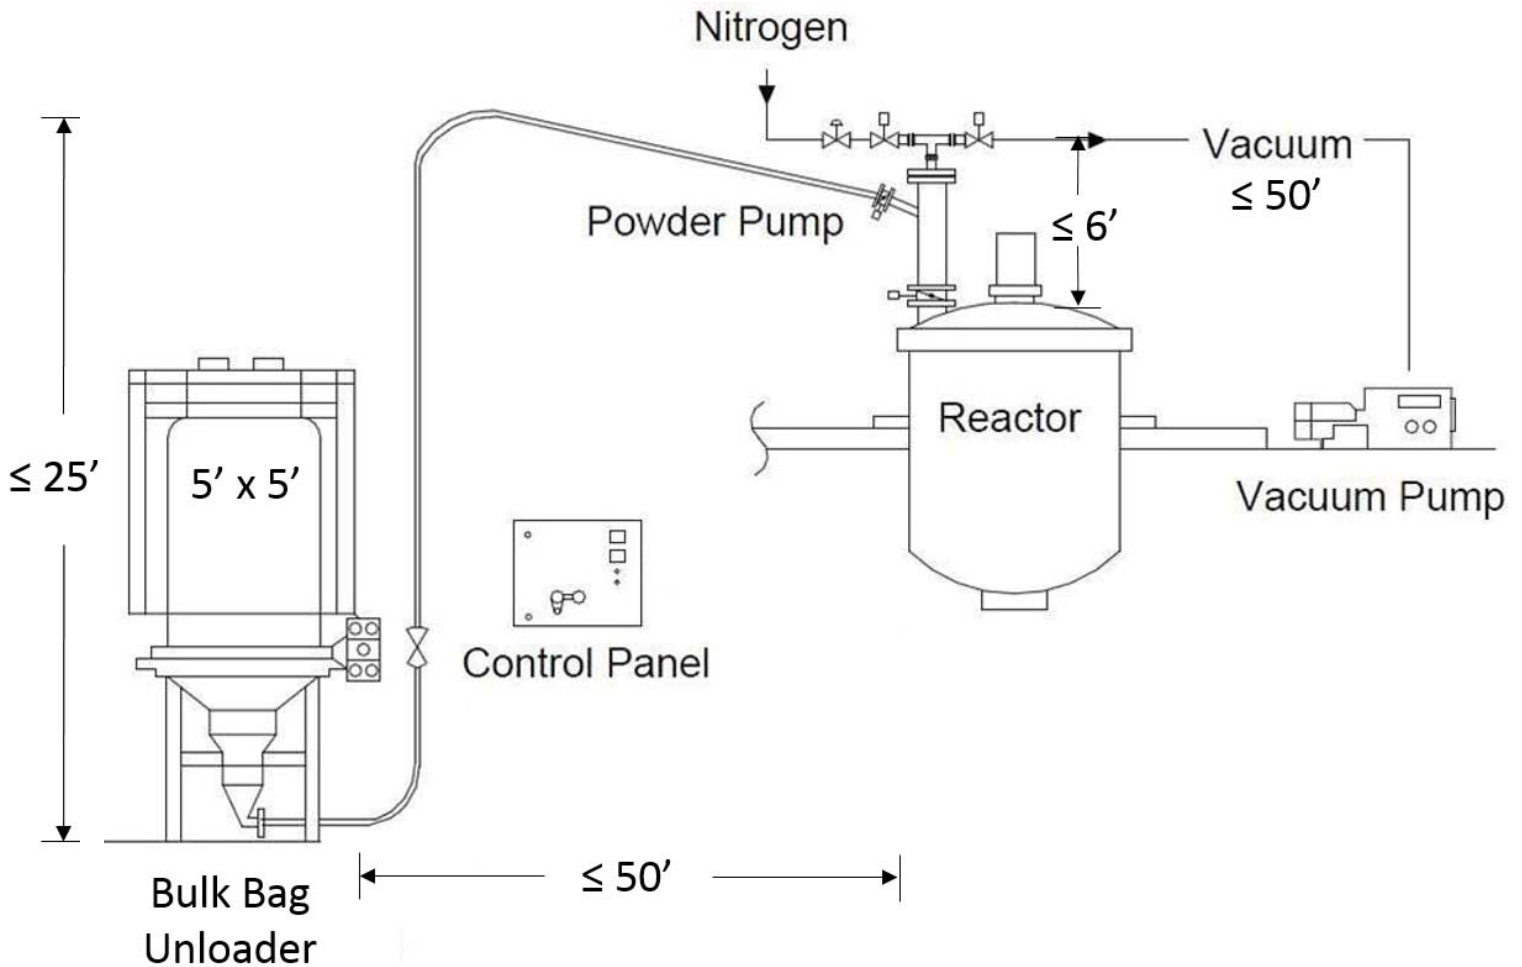 Nitrogen
Vacuum
≤ 50’
≤ 6’
Powder Pump
Reactor
≤ 25’
5’ x 5’
Vacuum Pump
Control Panel
≤ 50’
Bulk Bag
Unloader